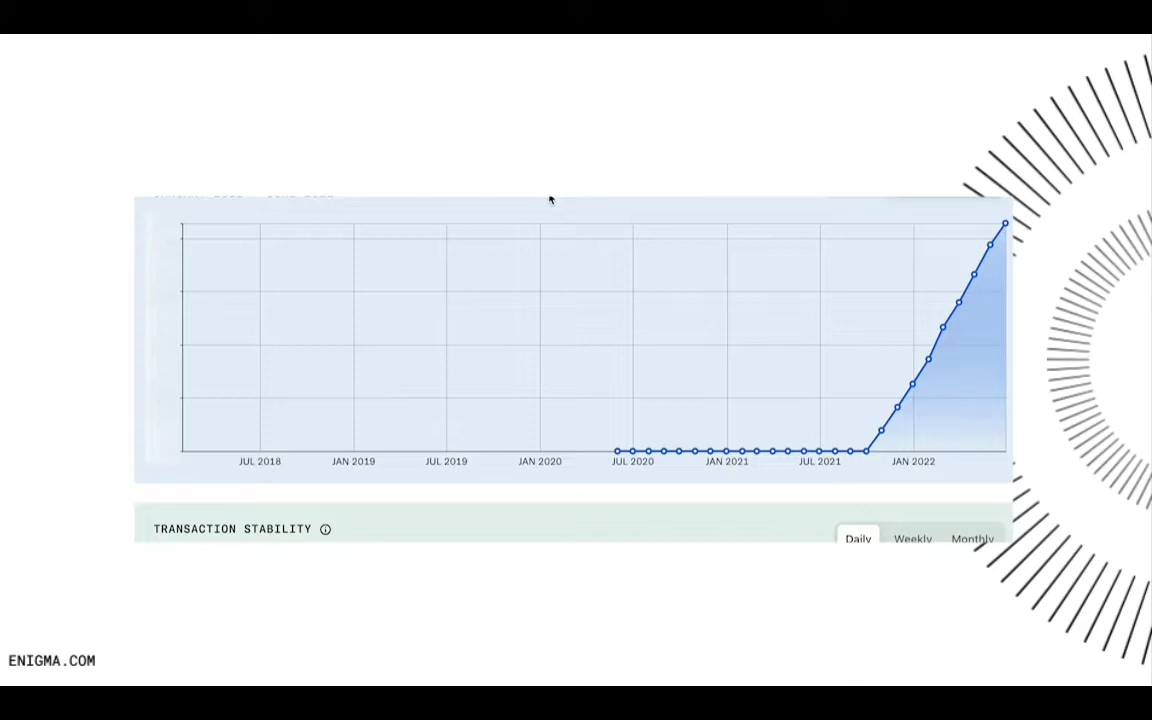 JUL 2018 JAN 2019 JUL 2019 JAN 2020 JUL 2020 JAN 2021 JUL 2021 JAN 2022
TRANSACTION STABILITY
Daily Weekly Monthly
ENIGMA.COM